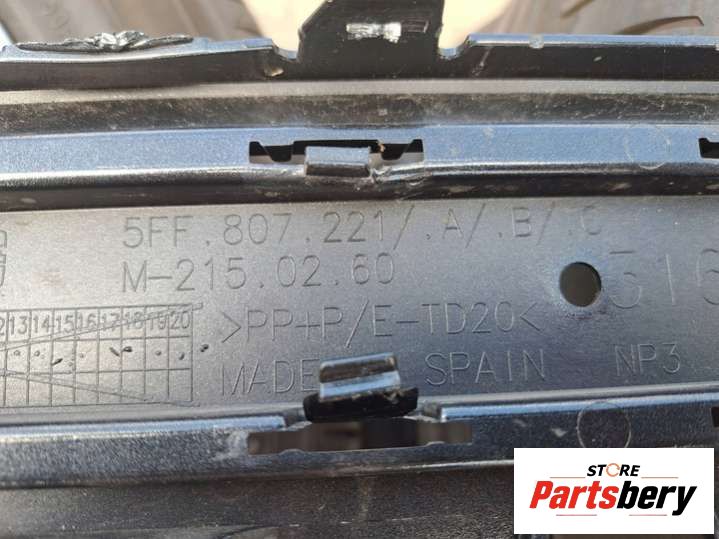 5FF.807.221/.A/.B/.C
M-215.02.60
316
13 14 15 16 17 18 19 20
>PP+P/E-TD20<
MADE SPAIN NP3
STORE
Partsbery